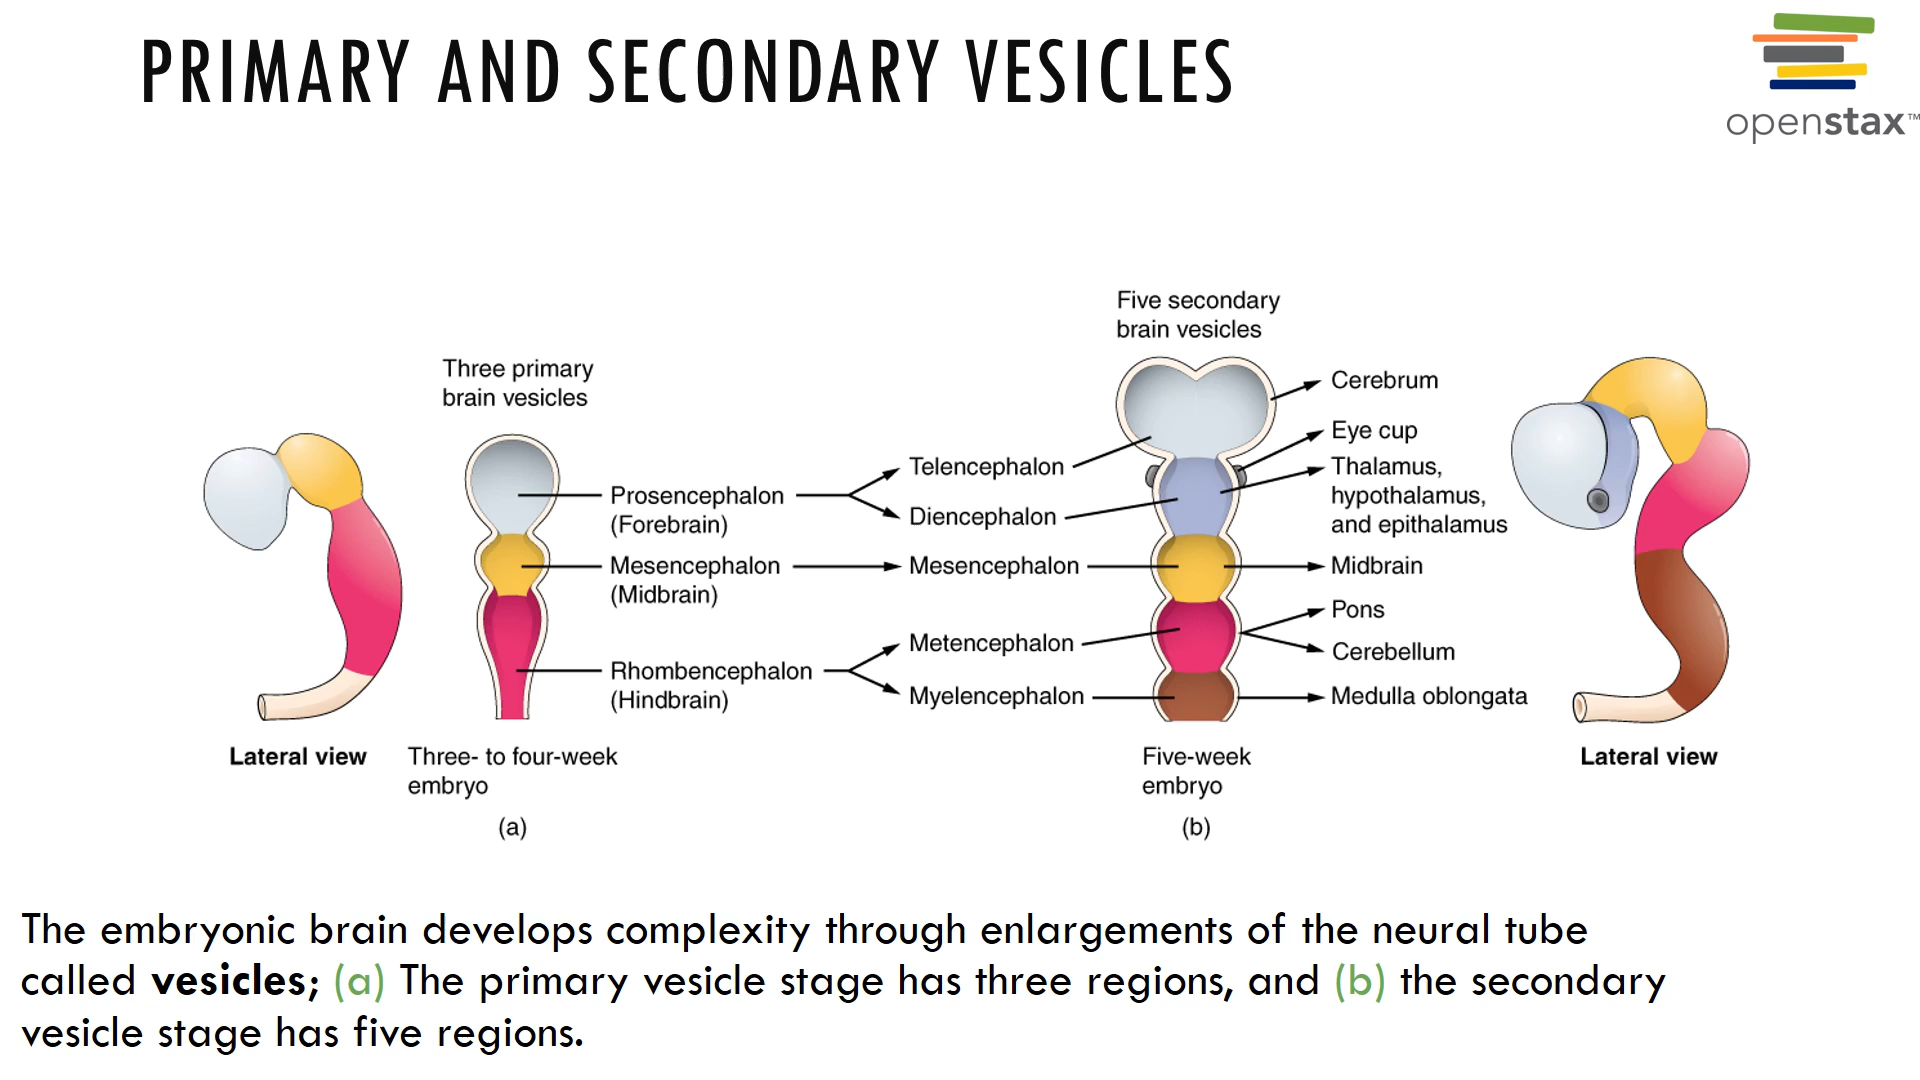 PRIMARY AND SECONDARY VESICLES
openstax™
Three primary
brain vesicles
Five secondary
brain vesicles
Prosencephalon
(Forebrain)
Mesencephalon
(Midbrain)
Rhombencephalon
(Hindbrain)
Telencephalon
Diencephalon
Mesencephalon
Metencephalon
Myelencephalon
Cerebrum
Eye cup
Thalamus,
hypothalamus,
and epithalamus
Midbrain
Pons
Cerebellum
Medulla oblongata
Lateral view
Three- to four-week
embryo
(a)
Five-week
embryo
(b)
Lateral view
The embryonic brain develops complexity through enlargements of the neural tube
called vesicles; (a) The primary vesicle stage has three regions, and (b) the secondary
vesicle stage has five regions.